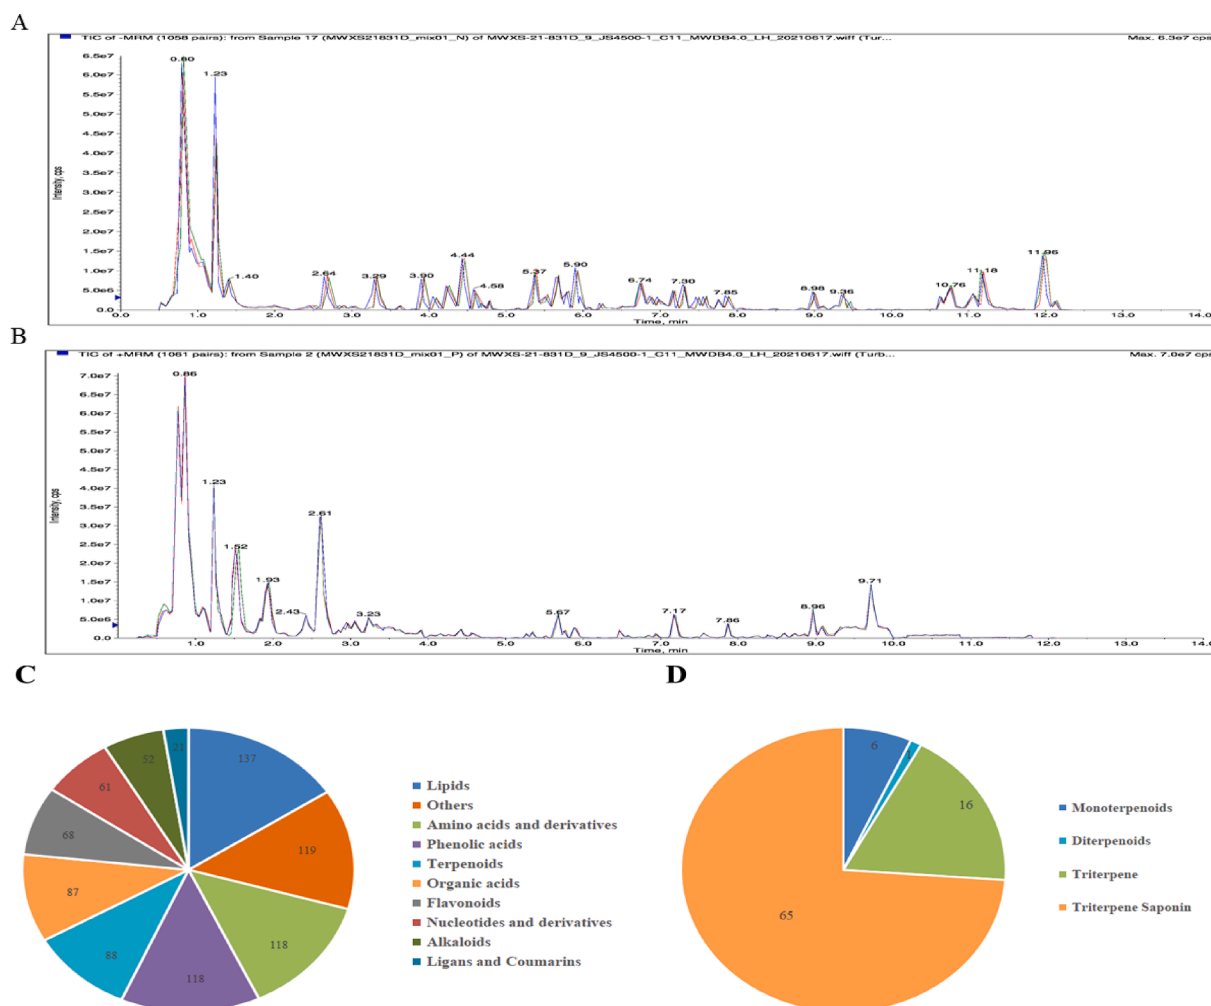 A
TIC of -MRM (1058 pairs): from Sample 17 (MWXS21831D_mix01_N) of MWXS-21-831D_9_JS4500-1_C11_MWDB4.0_LH_20210617.wiff (Tur... Max. 6.3e7 cps
6.5e7
6.0e7
5.5e7
5.0e7
4.5e7
4.0e7
3.5e7
3.0e7
2.5e7
2.0e7
1.5e7
1.0e7
5.0e6
0.0
Intensity, cps
0.80 1.23 1.40 2.64 3.29 3.90 4.44 4.58 5.37 5.90 6.74 7.30 7.85 8.98 9.36 10.76 11.18 11.96
0.0 1.0 2.0 3.0 4.0 5.0 6.0 7.0 8.0 9.0 10.0 11.0 12.0 13.0 14.0
Time, min
B
TIC of +MRM (1061 pairs): from Sample 2 (MWXS21831D_mix01_P) of MWXS-21-831D_9_JS4500-1_C11_MWDB4.0_LH_20210617.wiff (Turb... Max. 7.0e7 cps
7.0e7
6.5e7
6.0e7
5.5e7
5.0e7
4.5e7
4.0e7
3.5e7
3.0e7
2.5e7
2.0e7
1.5e7
1.0e7
5.0e6
0.0
Intensity, cps
0.86 1.23 1.52 1.93 2.43 2.61 3.23 5.67 7.17 7.86 8.96 9.71
1.0 2.0 3.0 4.0 5.0 6.0 7.0 8.0 9.0 10.0 11.0 12.0 13.0 14.0
Time, min
C
137
119
118
118
88
87
68
61
52
21
Lipids
Others
Amino acids and derivatives
Phenolic acids
Terpenoids
Organic acids
Flavonoids
Nucleotides and derivatives
Alkaloids
Ligans and Coumarins
D
6
1
16
65
Monoterpenoids
Diterpenoids
Triterpene
Triterpene Saponin